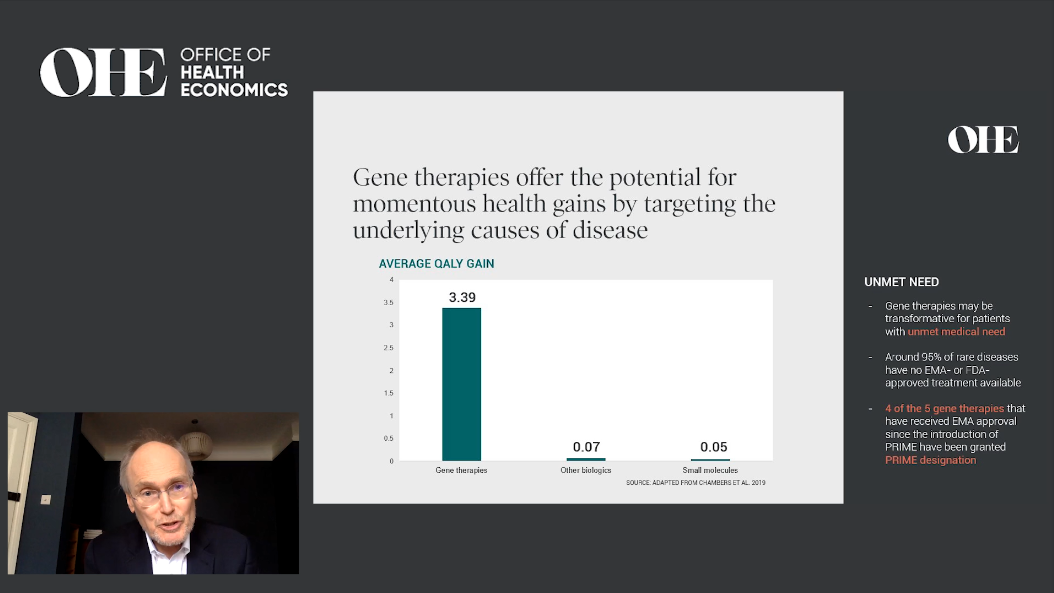 OHE
OFFICE OF
HEALTH
ECONOMICS
OHE
Gene therapies offer the potential for
momentous health gains by targeting the
underlying causes of disease
AVERAGE QALY GAIN
4
3.5
3
2.5
2
1.5
1
0.5
0
3.39
0.07
0.05
Gene therapies
Other biologics
Small molecules
SOURCE: ADAPTED FROM CHAMBERS ET AL. 2019
UNMET NEED
- Gene therapies may be
transformative for patients
with unmet medical need
- Around 95% of rare diseases
have no EMA- or FDA-
approved treatment available
- 4 of the 5 gene therapies that
have received EMA approval
since the introduction of
PRIME have been granted
PRIME designation